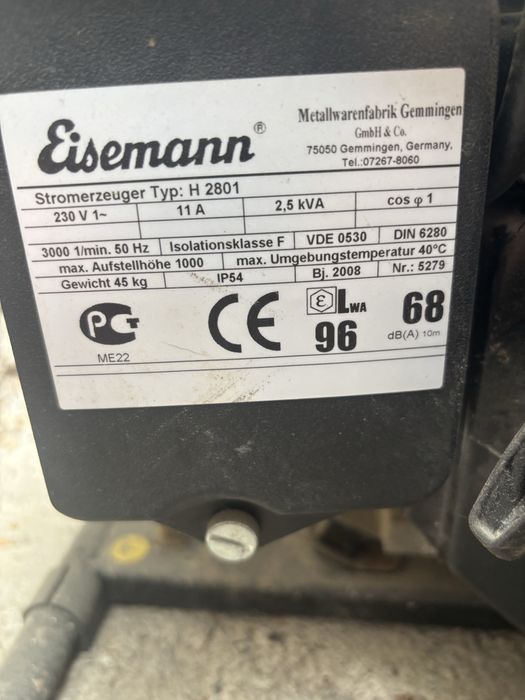 Eisemann®
Metallwarenfabrik Gemmingen
GmbH & Co.
75050 Gemmingen, Germany,
Tel.:07267-8060
Stromerzeuger Typ: H 2801
230 V 1~ 11 A 2,5 kVA cos φ 1
3000 1/min. 50 Hz Isolationsklasse F VDE 0530 DIN 6280
max. Aufstellhöhe 1000 max. Umgebungstemperatur 40°C
Gewicht 45 kg IP54 Bj. 2008 Nr.: 5279
РСТ
ME22
CE
ε LWA
96
68
dB(A) 10m